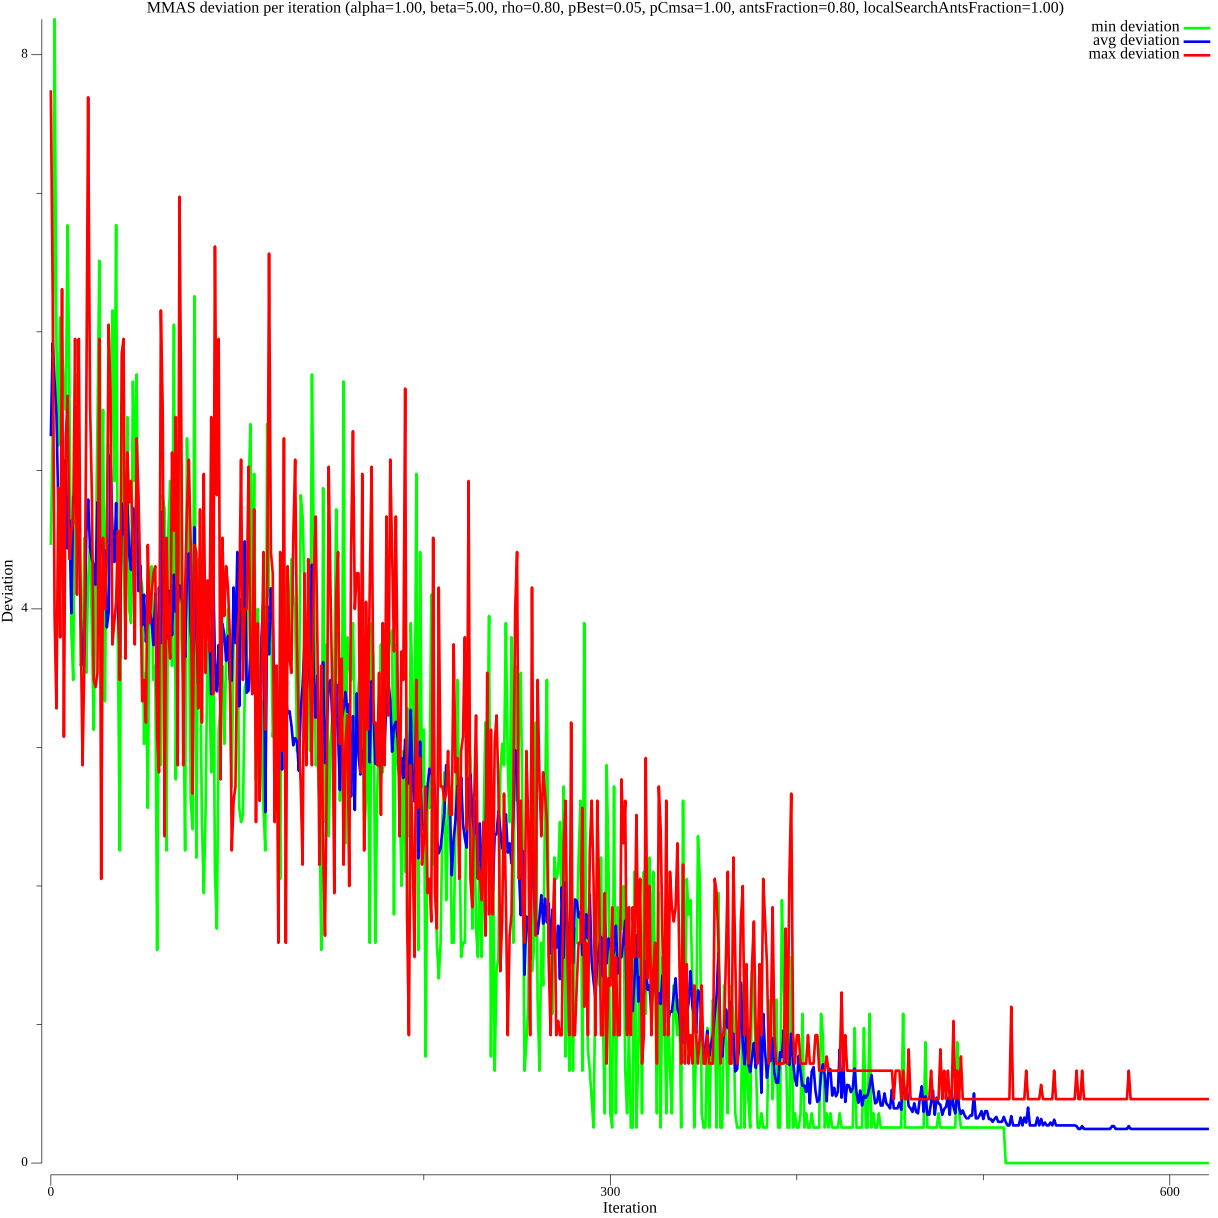 MMAS deviation per iteration (alpha=1.00, beta=5.00, rho=0.80, pBest=0.05, pCmsa=1.00, antsFraction=0.80, localSearchAntsFraction=1.00)
min deviation
avg deviation
max deviation
8
4
0
Deviation
0
300
600
Iteration